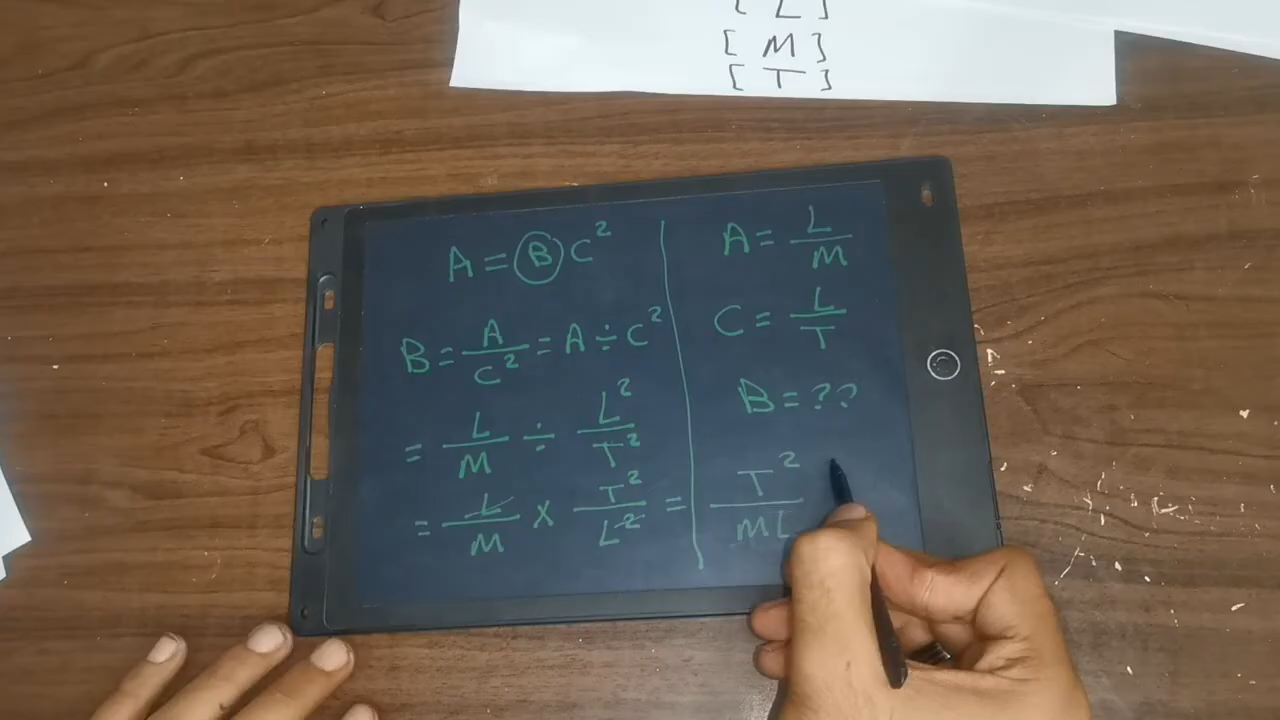 [ L ]
[ M ]
[ T ]
A = B C²
B = A/C² = A ÷ C²
= L/M ÷ L²/T²
= L/M × T²/L² =
A = L/M
C = L/T
B = ??
T²/ML